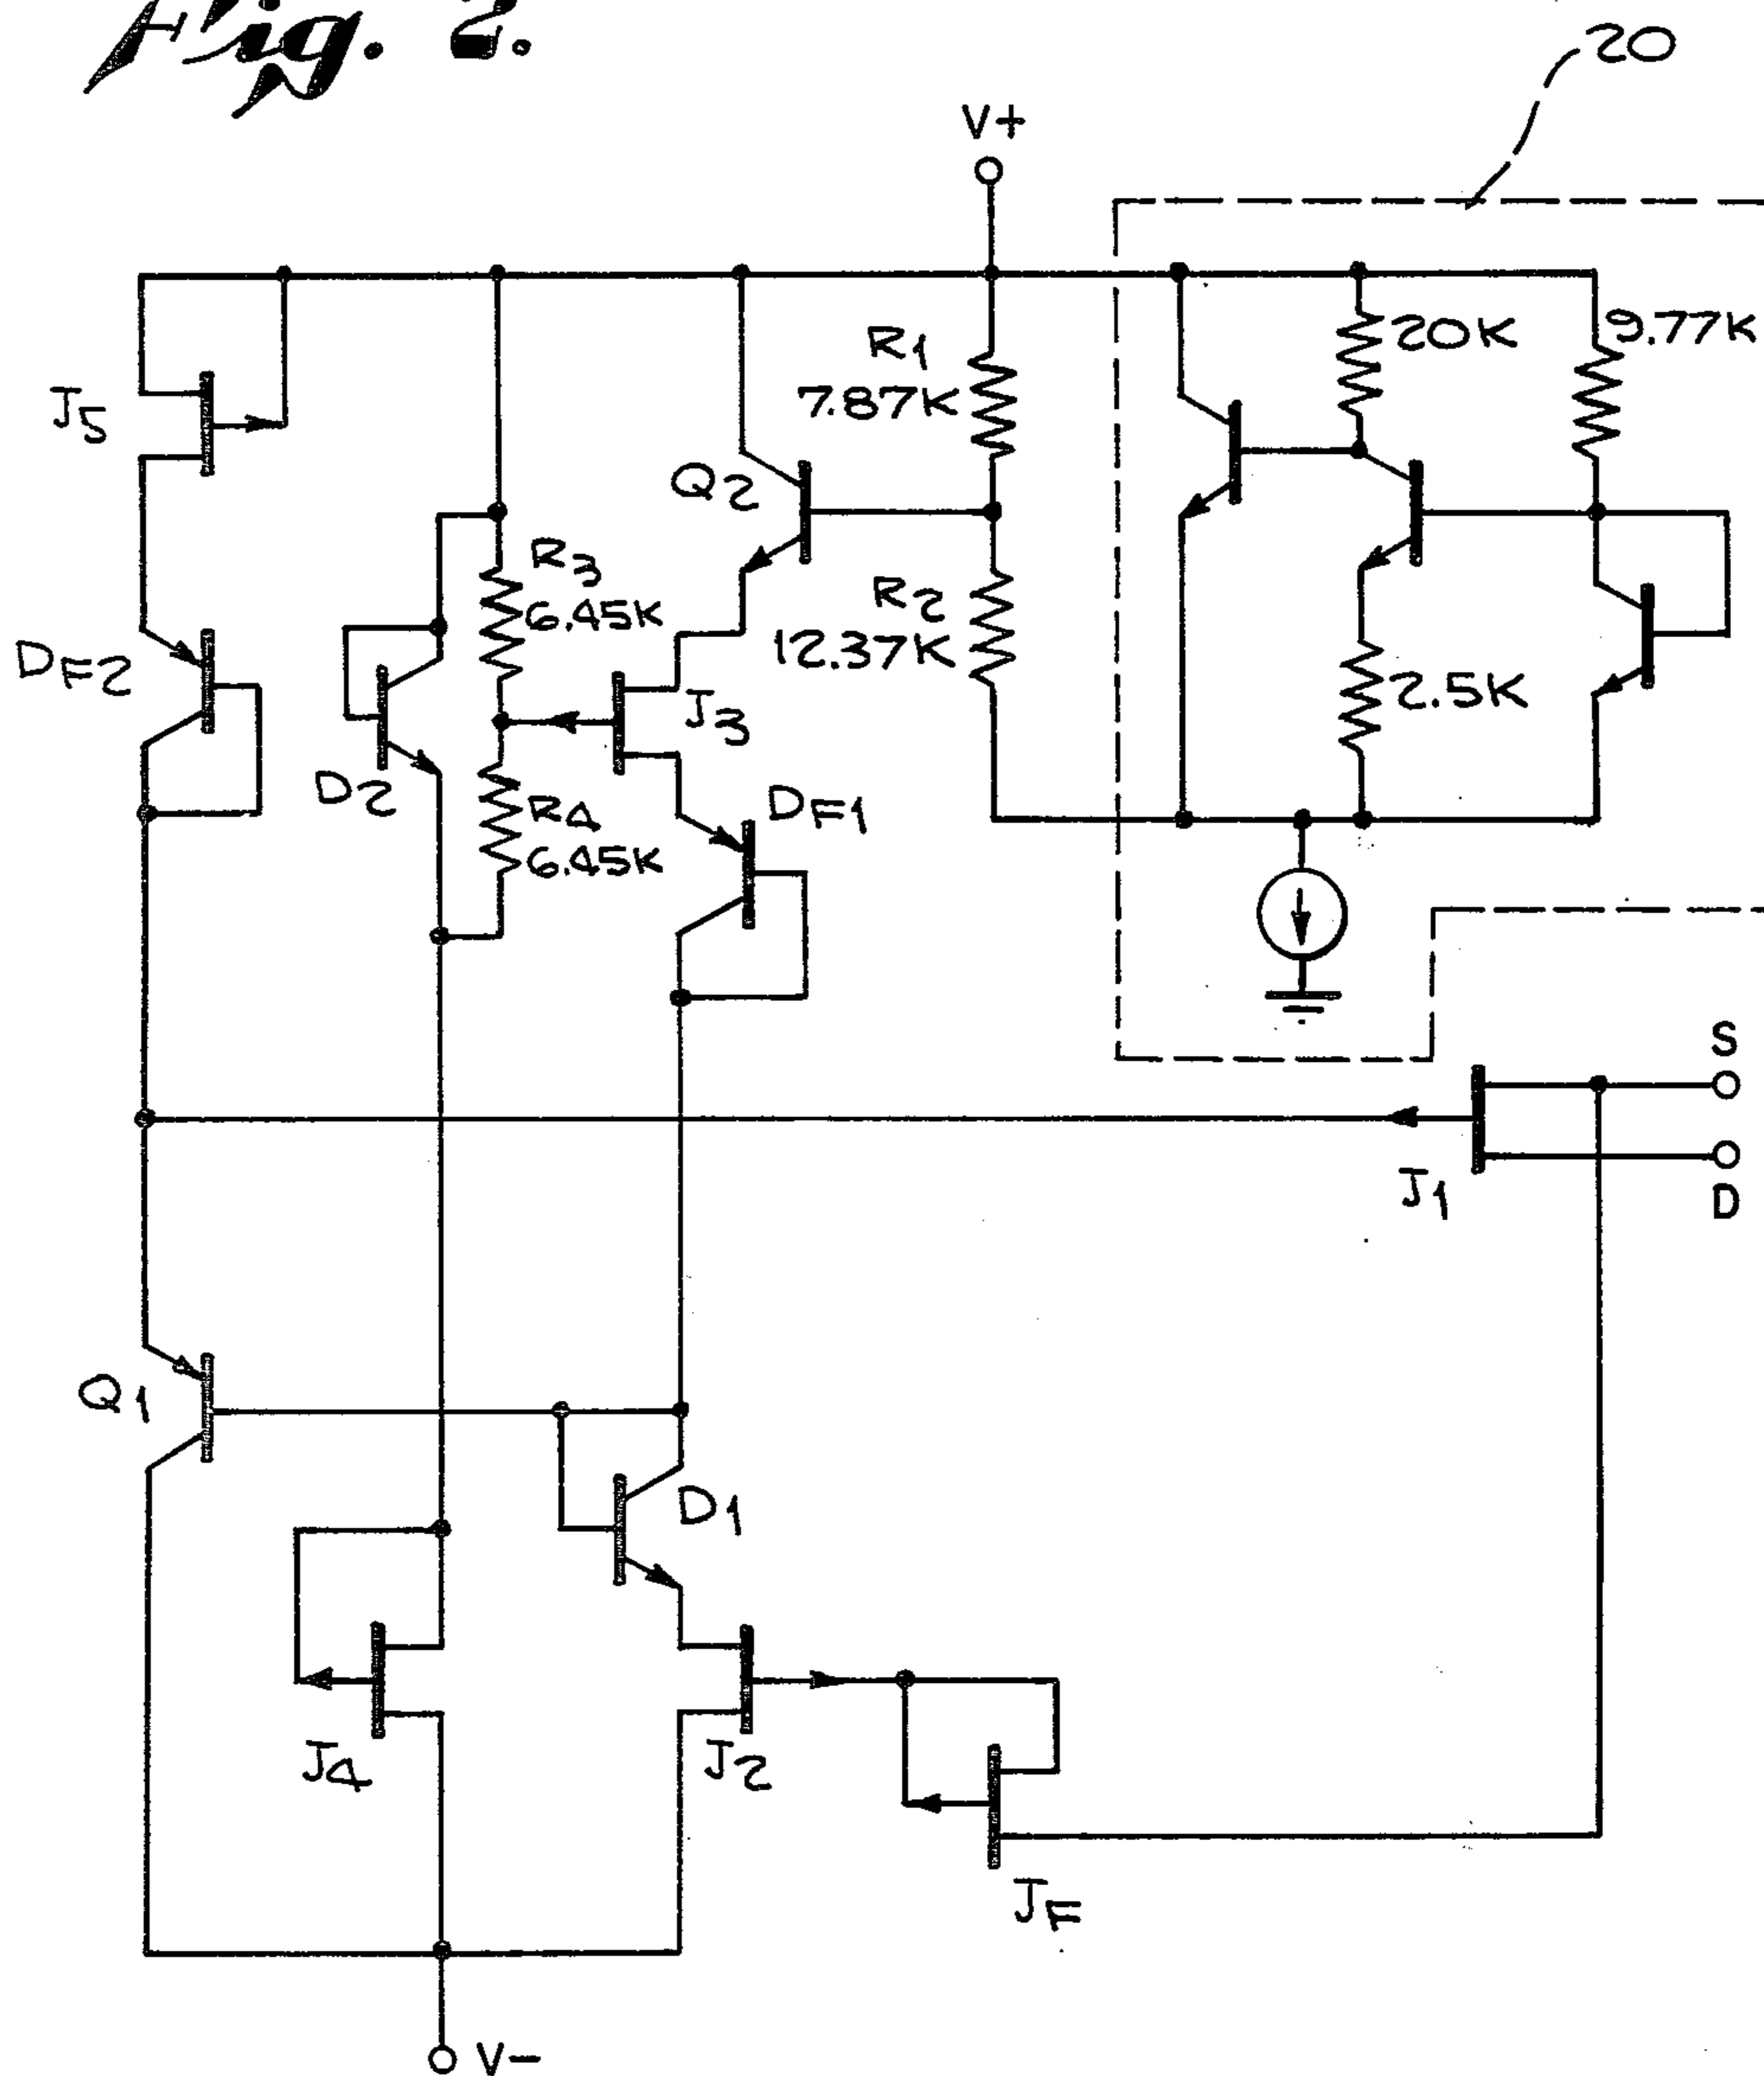 Fig. 2.
20
V+
R1
7.87K
20K
9.77K
J5
Q2
R3
6.45K
R2
12.37K
DF2
J3
2.5K
D2
R4
6.45K
DF1
S
J1
D
Q1
D1
J4
J2
JF
V-